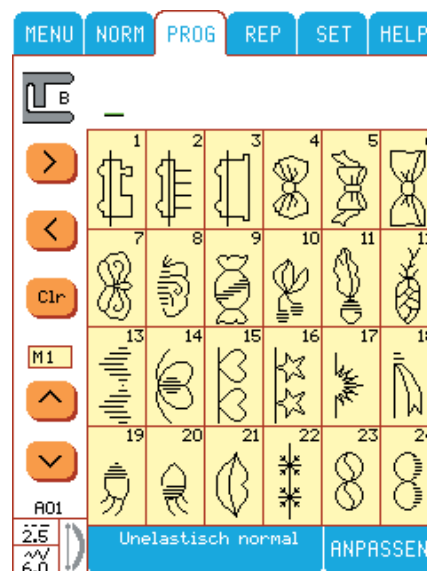 MENU NORM PROG REP SET HELP
B
>
1 2 3 4 5
<
7 8 9 10 11
Clr
13 14 15 16 17
M1
19 20 21 22 23
A01
2.5
Unelastisch normal
ANPASSEN
6.0